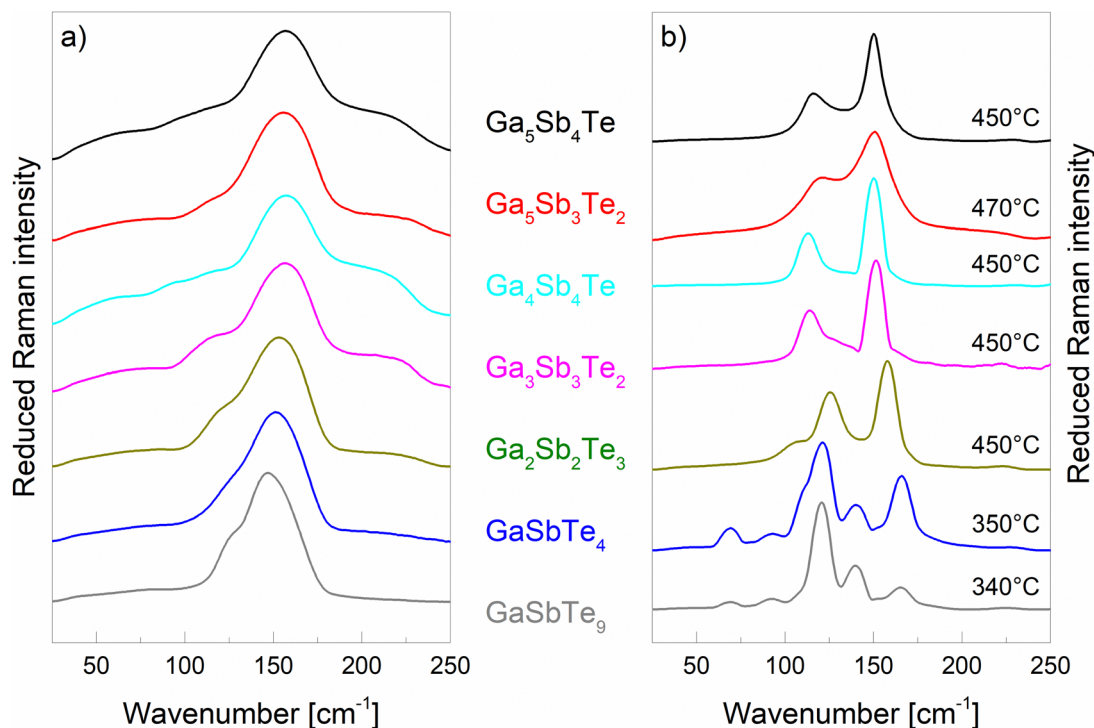 a)
b)
Reduced Raman intensity
Ga₅Sb₄Te
Ga₅Sb₃Te₂
Ga₄Sb₄Te
Ga₃Sb₃Te₂
Ga₂Sb₂Te₃
GaSbTe₄
GaSbTe₉
450°C
470°C
450°C
450°C
450°C
350°C
340°C
Reduced Raman intensity
50 100 150 200 250
50 100 150 200 250
Wavenumber [cm⁻¹]
Wavenumber [cm⁻¹]